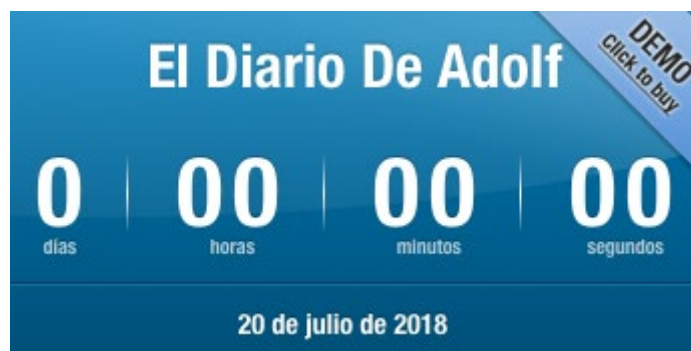 El Diario De Adolf
DEMO
Click to buy
0 00 00 00
días horas minutos segundos
20 de julio de 2018